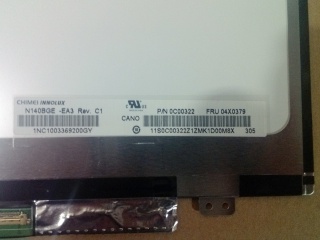 CHIMEI INNOLUX
N140BGE -EA3 Rev. C1
1NC1003369200GY
CANO
P/N 0C00322 FRU 04X0379
11S0C00322Z1ZMK1D00M8X 305